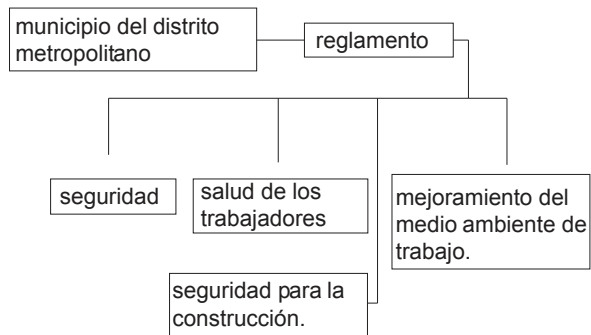 municipio del distrito
metropolitano
reglamento
seguridad
salud de los
trabajadores
mejoramiento del
medio ambiente de
trabajo.
seguridad para la
construcción.